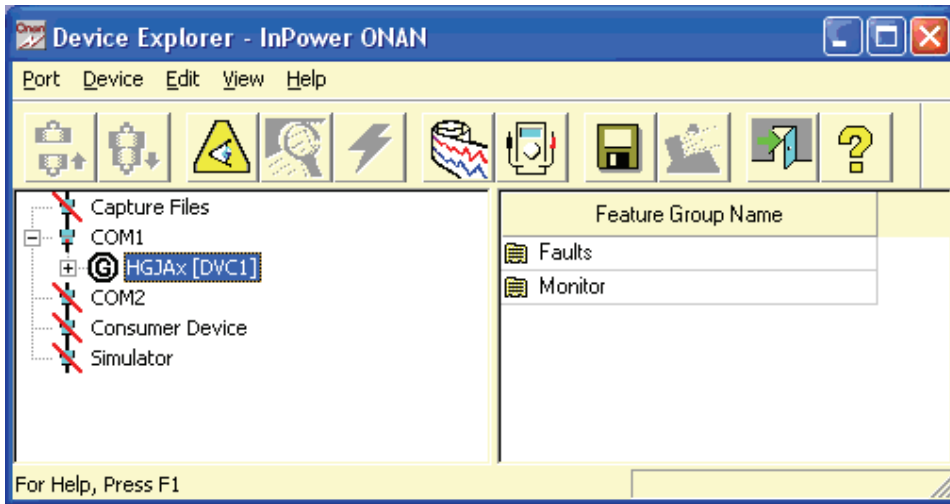 Onan
Device Explorer - InPower ONAN
Port Device Edit View Help
?
Capture Files
COM1
G HGJAx [DVC1]
COM2
Consumer Device
Simulator
Feature Group Name
Faults
Monitor
For Help, Press F1